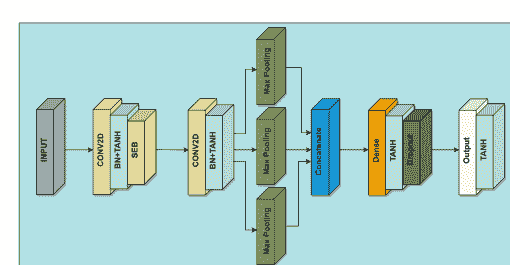 INPUT
CONV2D
BN+TANH
SEB
CONV2D
BN+TANH
Max Pooling
Max Pooling
Max Pooling
Concatenate
Dense
TANH
Dropout
Output
TANH